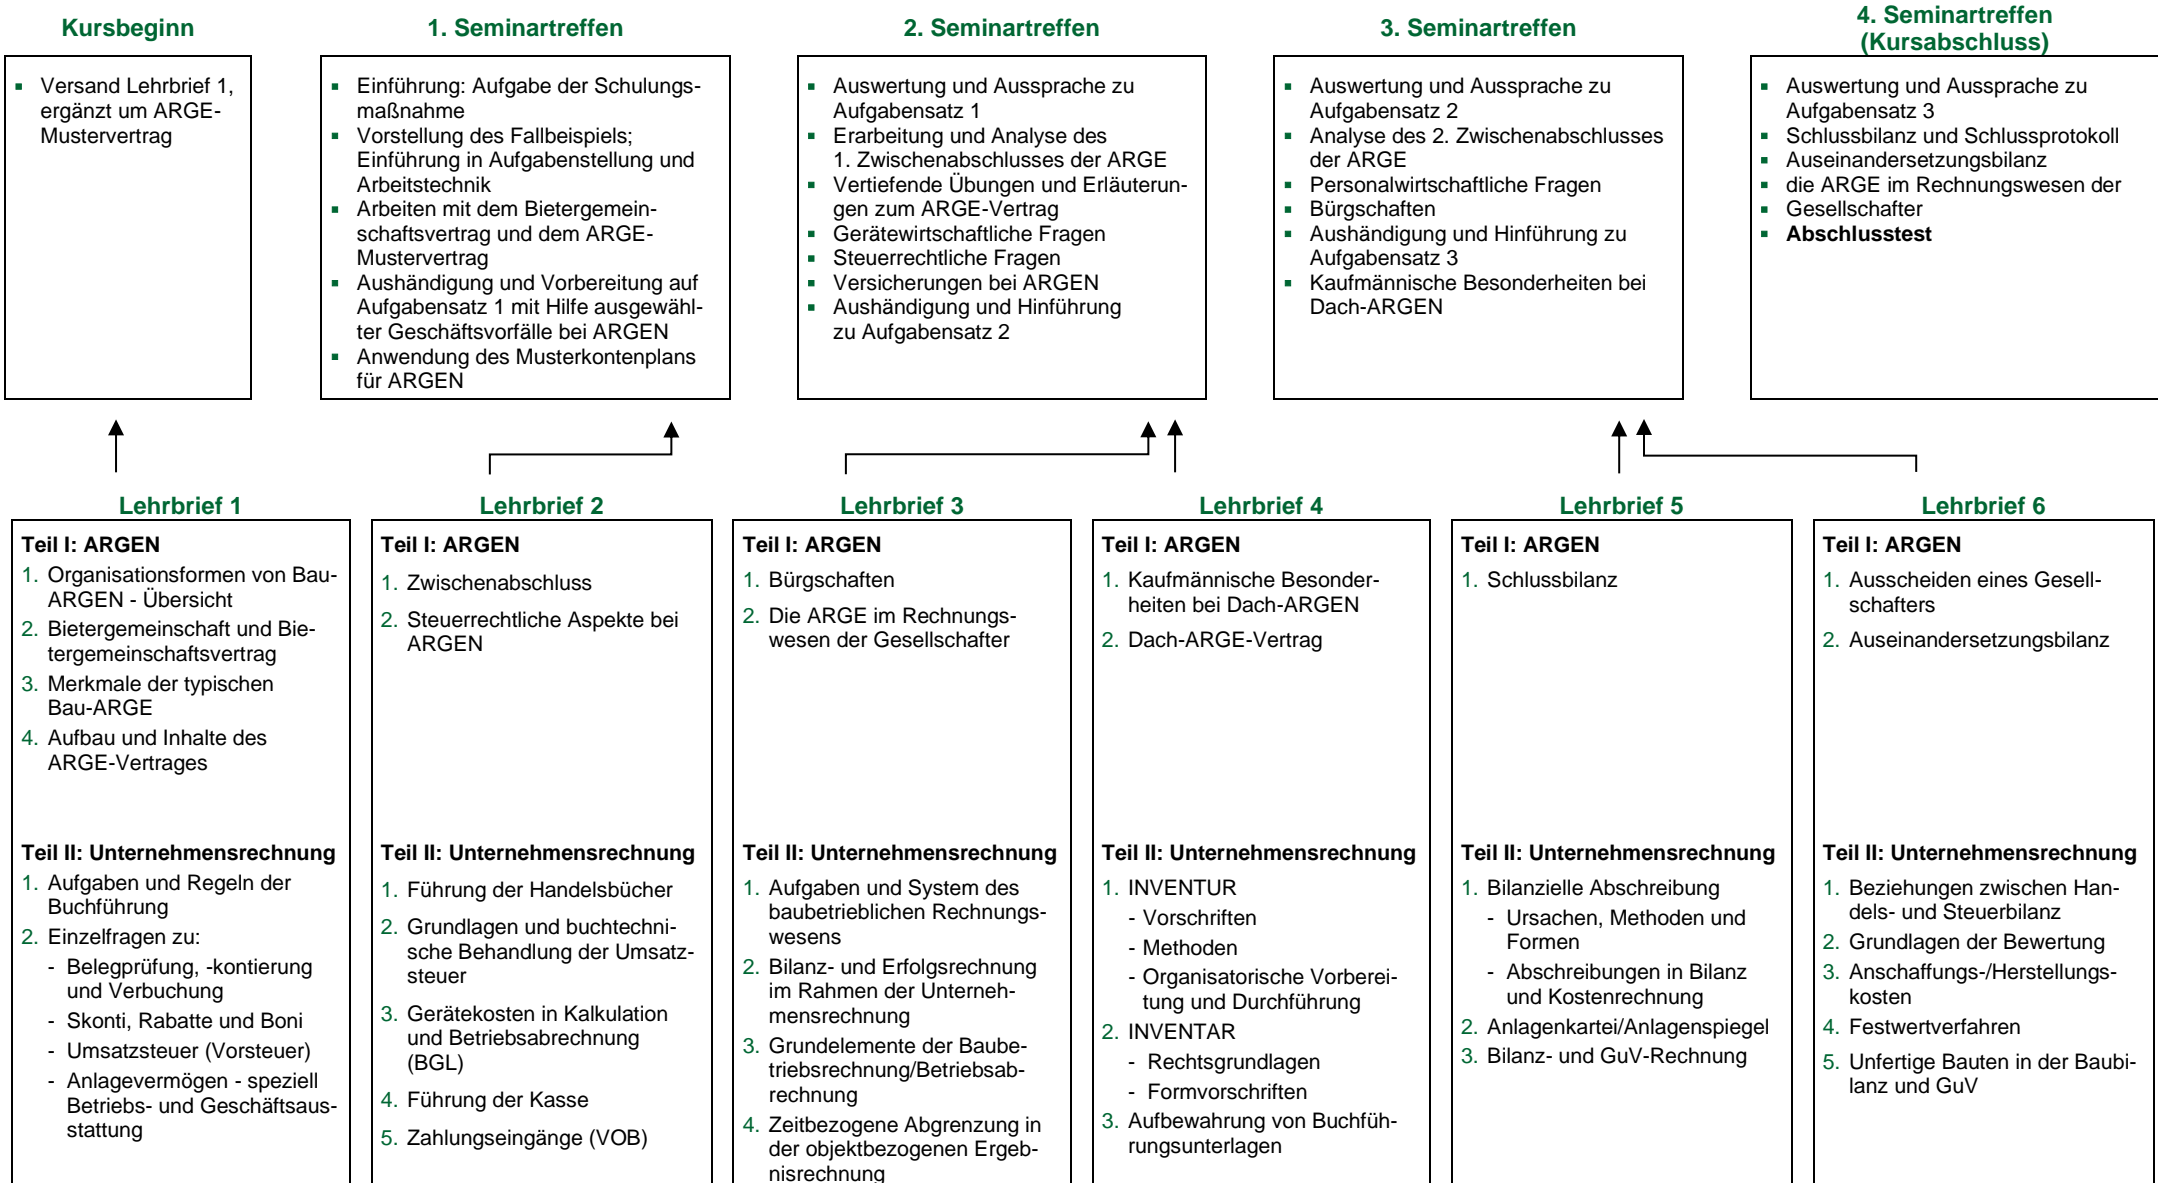 Kursbeginn
▪ Versand Lehrbrief 1,
ergänzt um ARGE-
Mustervertrag
1. Seminartreffen
▪ Einführung: Aufgabe der Schulungs-
maßnahme
▪ Vorstellung des Fallbeispiels;
Einführung in Aufgabenstellung und
Arbeitstechnik
▪ Arbeiten mit dem Bietergemein-
schaftsvertrag und dem ARGE-
Mustervertrag
▪ Aushändigung und Vorbereitung auf
Aufgabensatz 1 mit Hilfe ausgewähl-
ter Geschäftsvorfälle bei ARGEN
▪ Anwendung des Musterkontenplans
für ARGEN
2. Seminartreffen
▪ Auswertung und Aussprache zu
Aufgabensatz 1
▪ Erarbeitung und Analyse des
1. Zwischenabschlusses der ARGE
▪ Vertiefende Übungen und Erläuterun-
gen zum ARGE-Vertrag
▪ Gerätewirtschaftliche Fragen
▪ Steuerrechtliche Fragen
▪ Versicherungen bei ARGEN
▪ Aushändigung und Hinführung
zu Aufgabensatz 2
3. Seminartreffen
▪ Auswertung und Aussprache zu
Aufgabensatz 2
▪ Analyse des 2. Zwischenabschlusses
der ARGE
▪ Personalwirtschaftliche Fragen
▪ Bürgschaften
▪ Aushändigung und Hinführung zu
Aufgabensatz 3
▪ Kaufmännische Besonderheiten bei
Dach-ARGEN
4. Seminartreffen
(Kursabschluss)
▪ Auswertung und Aussprache zu
Aufgabensatz 3
▪ Schlussbilanz und Schlussprotokoll
▪ Auseinandersetzungsbilanz
▪ die ARGE im Rechnungswesen der
▪ Gesellschafter
▪ Abschlusstest
Lehrbrief 1
Teil I: ARGEN
1. Organisationsformen von Bau-
ARGEN - Übersicht
2. Bietergemeinschaft und Bie-
tergemeinschaftsvertrag
3. Merkmale der typischen
Bau-ARGE
4. Aufbau und Inhalte des
ARGE-Vertrages
Teil II: Unternehmensrechnung
1. Aufgaben und Regeln der
Buchführung
2. Einzelfragen zu:
- Belegprüfung, -kontierung
und Verbuchung
- Skonti, Rabatte und Boni
- Umsatzsteuer (Vorsteuer)
- Anlagevermögen - speziell
Betriebs- und Geschäftsaus-
stattung
Lehrbrief 2
Teil I: ARGEN
1. Zwischenabschluss
2. Steuerrechtliche Aspekte bei
ARGEN
Teil II: Unternehmensrechnung
1. Führung der Handelsbücher
2. Grundlagen und buchtechni-
sche Behandlung der Umsatz-
steuer
3. Gerätekosten in Kalkulation
und Betriebsabrechnung
(BGL)
4. Führung der Kasse
5. Zahlungseingänge (VOB)
Lehrbrief 3
Teil I: ARGEN
1. Bürgschaften
2. Die ARGE im Rechnungs-
wesen der Gesellschafter
Teil II: Unternehmensrechnung
1. Aufgaben und System des
baubetrieblichen Rechnungs-
wesens
2. Bilanz- und Erfolgsrechnung
im Rahmen der Unterneh-
mensrechnung
3. Grundelemente der Baube-
triebsrechnung/Betriebsab-
rechnung
4. Zeitbezogene Abgrenzung in
der objektbezogenen Ergeb-
nisrechnung
Lehrbrief 4
Teil I: ARGEN
1. Kaufmännische Besonder-
heiten bei Dach-ARGEN
2. Dach-ARGE-Vertrag
Teil II: Unternehmensrechnung
1. INVENTUR
- Vorschriften
- Methoden
- Organisatorische Vorberei-
tung und Durchführung
2. INVENTAR
- Rechtsgrundlagen
- Formvorschriften
3. Aufbewahrung von Buchfüh-
rungsunterlagen
Lehrbrief 5
Teil I: ARGEN
1. Schlussbilanz
Teil II: Unternehmensrechnung
1. Bilanzielle Abschreibung
- Ursachen, Methoden und
Formen
- Abschreibungen in Bilanz
und Kostenrechnung
2. Anlagenkartei/Anlagenspiegel
3. Bilanz- und GuV-Rechnung
Lehrbrief 6
Teil I: ARGEN
1. Ausscheiden eines Gesell-
schafters
2. Auseinandersetzungsbilanz
Teil II: Unternehmensrechnung
1. Beziehungen zwischen Han-
dels- und Steuerbilanz
2. Grundlagen der Bewertung
3. Anschaffungs-/Herstellungs-
kosten
4. Festwertverfahren
5. Unfertige Bauten in der Baubi-
lanz und GuV